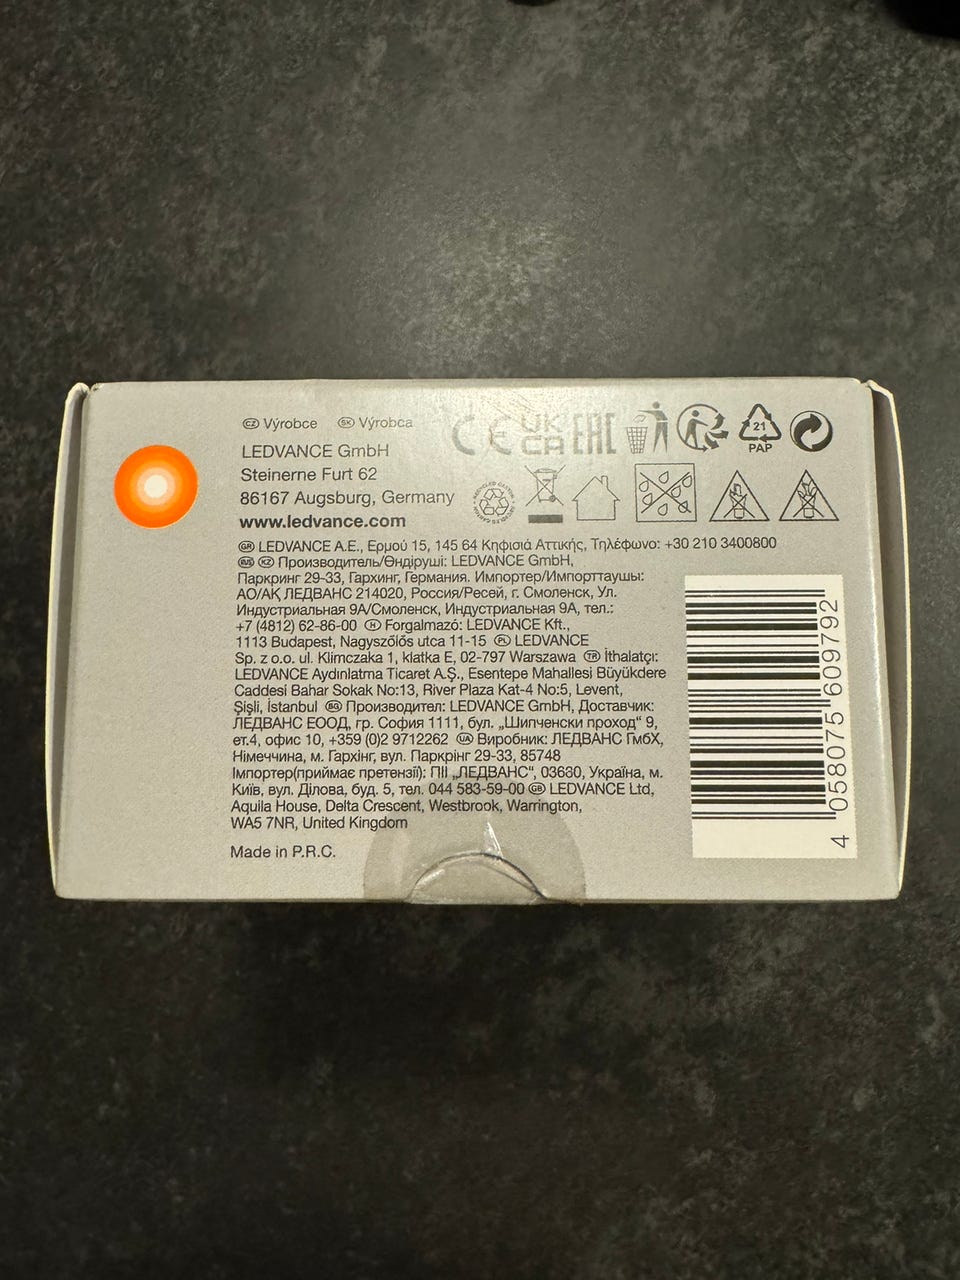 CZ Výrobce SK Výrobca
LEDVANCE GmbH
Steinerne Furt 62
86167 Augsburg, Germany
www.ledvance.com
CE UK CA EAC
21
PAP
GR LEDVANCE A.E., Ερμού 15, 145 64 Κηφισιά Αττικής, Τηλέφωνο: +30 210 3400800
RUS KZ Производитель/Өндіруші: LEDVANCE GmbH,
Паркринг 29-33, Гархинг, Германия. Импортер/Импорттаушы:
АО/АҚ ЛЕДВАНС 214020, Россия/Ресей, г. Смоленск, Ул.
Индустриальная 9А/Смоленск, Индустриальная 9А, тел.:
+7 (4812) 62-86-00 H Forgalmazó: LEDVANCE Kft.,
1113 Budapest, Nagyszőlős utca 11-15 PL LEDVANCE
Sp. z o.o. ul. Klimczaka 1, klatka E, 02-797 Warszawa TR İthalatçı:
LEDVANCE Aydınlatma Ticaret A.Ş., Esentepe Mahallesi Büyükdere
Caddesi Bahar Sokak No:13, River Plaza Kat-4 No:5, Levent,
Şişli, İstanbul BG Производител: LEDVANCE GmbH, Доставчик:
ЛЕДВАНС ЕООД, гр. София 1111, бул. „Шипченски проход“ 9,
ет.4, офис 10, +359 (0)2 9712262 UA Виробник: ЛЕДВАНС ГмбХ,
Німеччина, м. Гархінг, вул. Паркрінг 29-33, 85748
Імпортер(приймає претензії): ПІІ „ЛЕДВАНС“, 03680, Україна, м.
Київ, вул. Ділова, буд. 5, тел. 044 583-59-00 GB LEDVANCE Ltd,
Aquila House, Delta Crescent, Westbrook, Warrington,
WA5 7NR, United Kingdom
Made in P.R.C.
4 058075 609792